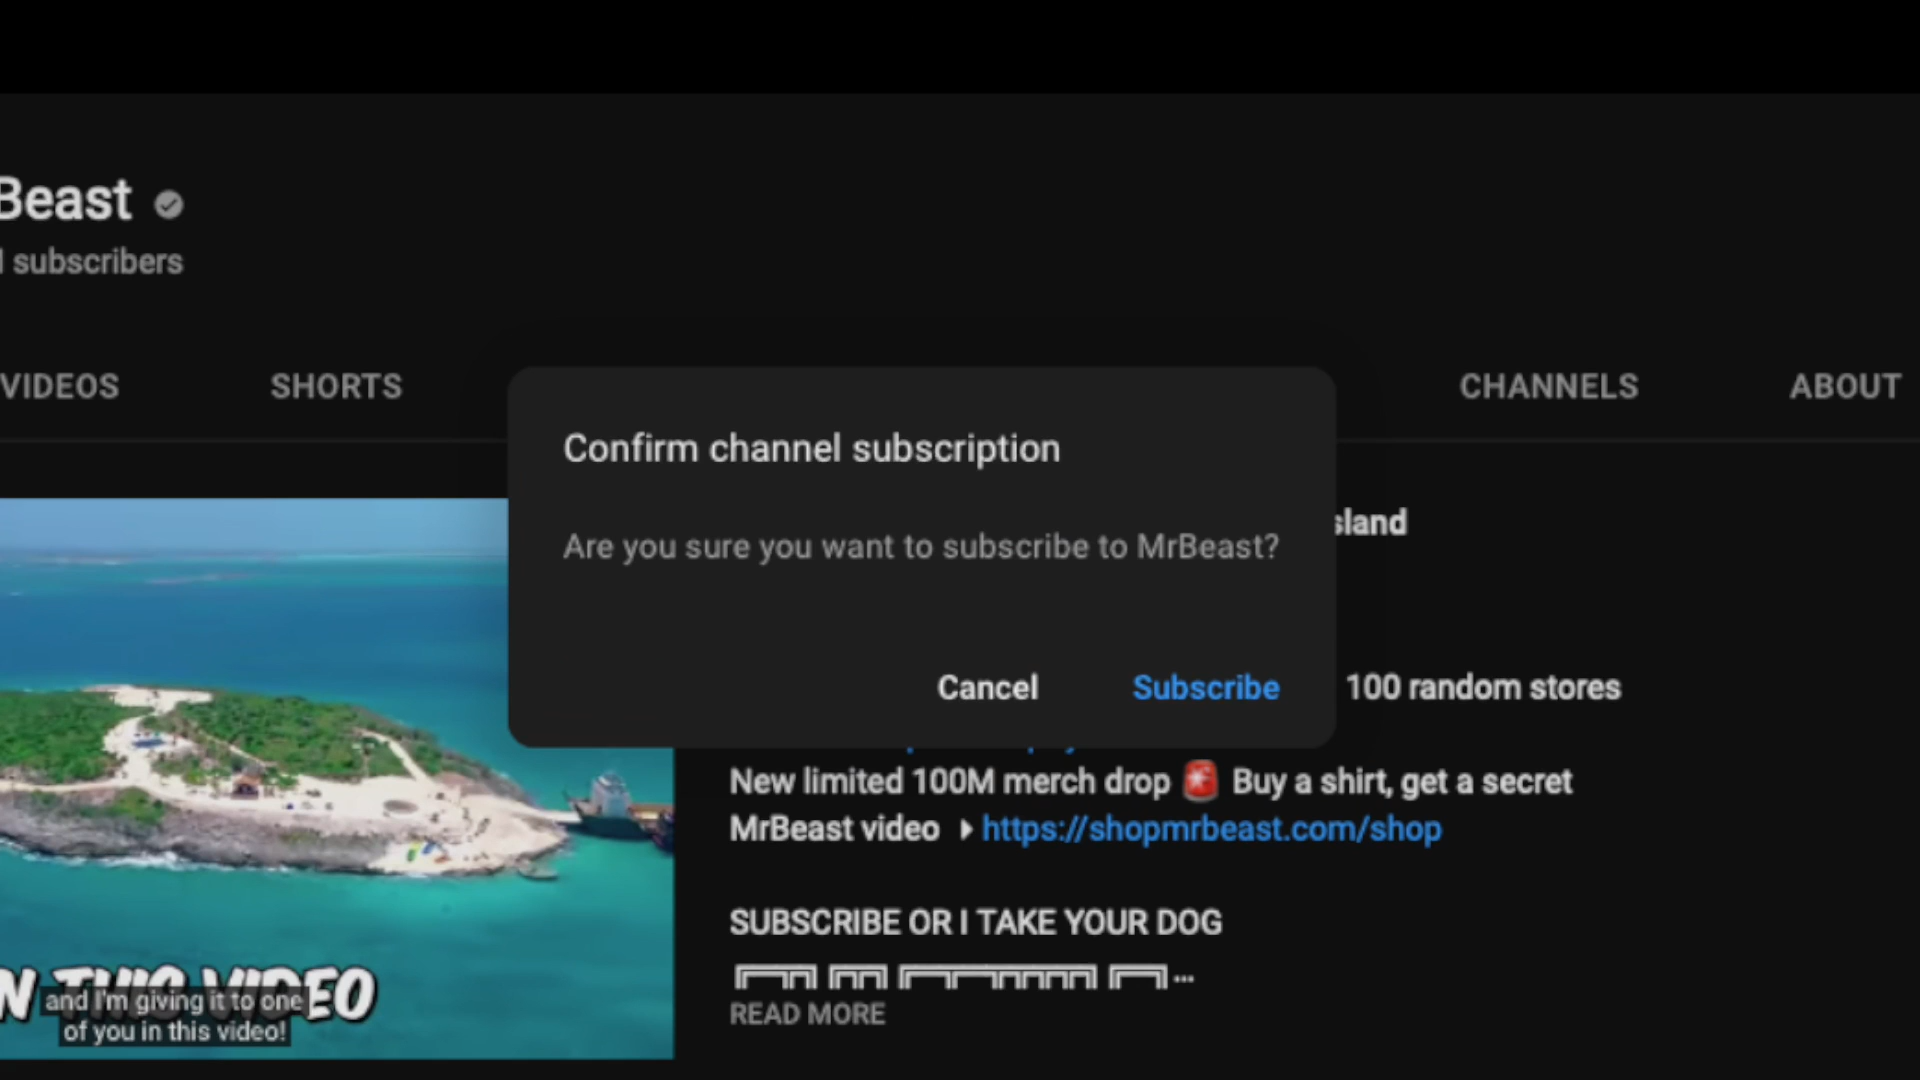 Beast
subscribers
VIDEOS SHORTS CHANNELS ABOUT
Confirm channel subscription
Are you sure you want to subscribe to MrBeast?
Cancel Subscribe
100 random stores
New limited 100M merch drop 🚨 Buy a shirt, get a secret
MrBeast video ▸ https://shopmrbeast.com/shop
SUBSCRIBE OR I TAKE YOUR DOG
╔═╦╗╔╦╗╔═╦═╦╦╦╦╗╔═╗...
READ MORE
THIS VIDEO
and I'm giving it to one
of you in this video!